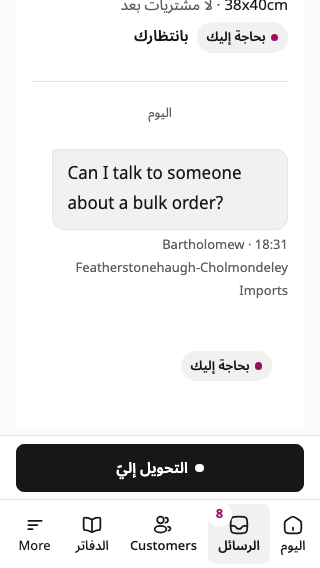 38x40cm · لا مشتريات بعد
بحاجة إليك بانتظارك
اليوم
Can I talk to someone
about a bulk order?
Bartholomew · 18:31
Featherstonehaugh-Cholmondeley
Imports
بحاجة إليك
التحويل إليّ
8
اليوم الرسائل Customers الدفاتر More